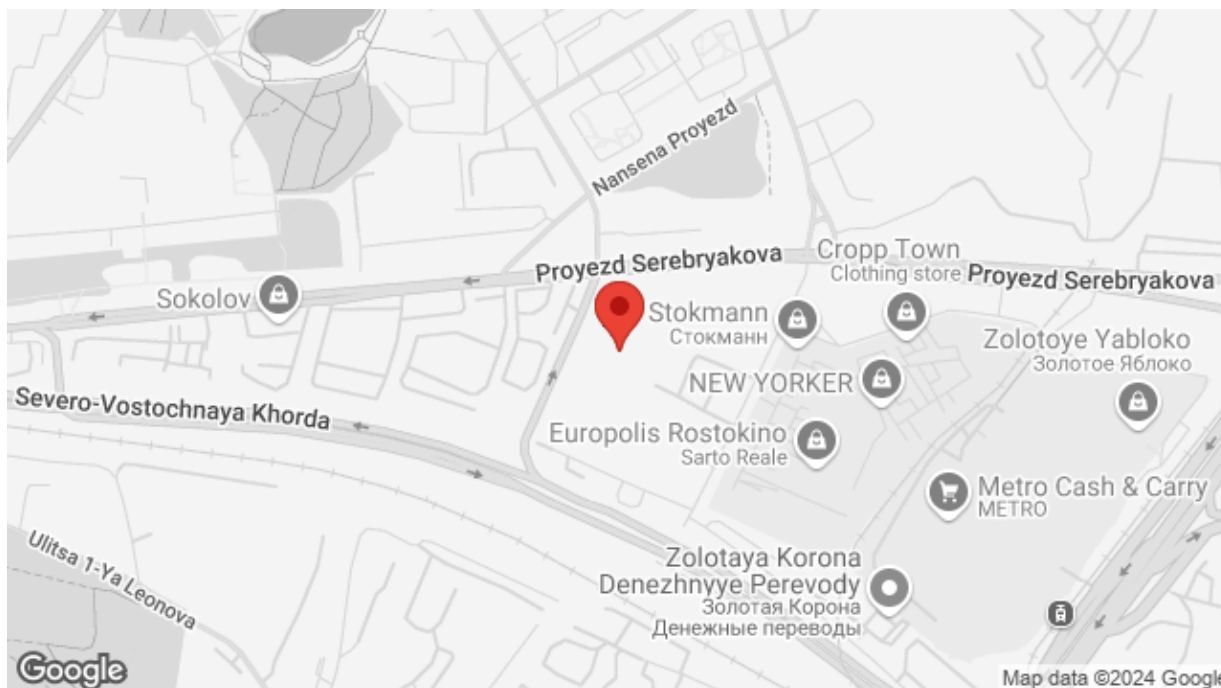 Nansena Proyezd
Proyezd Serebryakova
Cropp Town
Clothing store
Proyezd Serebryakova
Sokolov
Stokmann
Стокманн
Zolotoye Yabloko
Золотое Яблоко
NEW YORKER
Severo-Vostochnaya Khorda
Europolis Rostokino
Sarto Reale
Metro Cash & Carry
METRO
Ulitsa 1-Ya Leonova
Zolotaya Korona
Denezhnyye Perevody
Золотая Корона
Денежные переводы
Google
Map data ©2024 Google